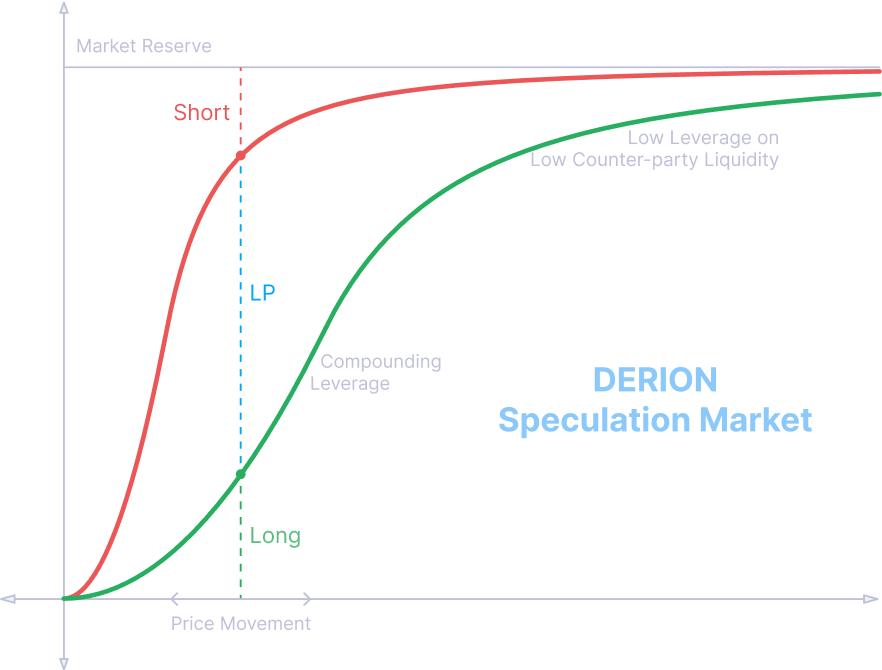 Market Reserve
Short
Low Leverage on
Low Counter-party Liquidity
LP
Compounding
Leverage
DERION
Speculation Market
Long
Price Movement